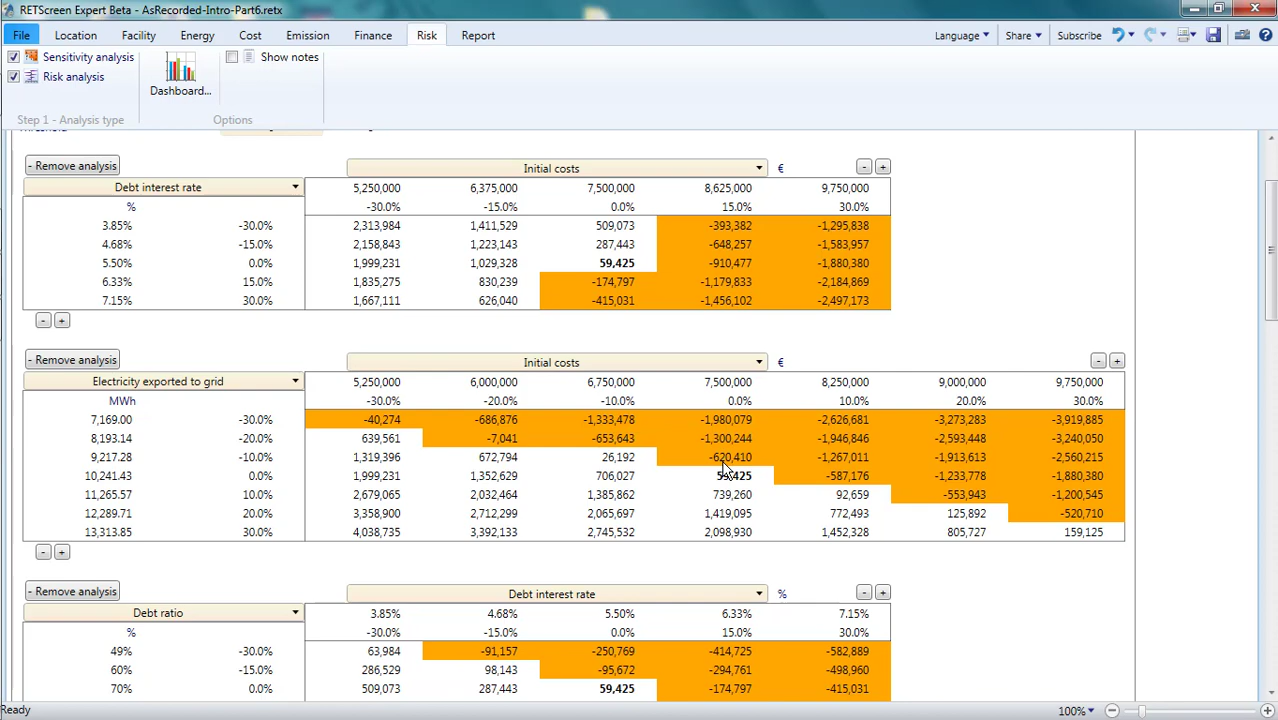 RETScreen Expert Beta - AsRecorded-Intro-Part6.retx
File Location Facility Energy Cost Emission Finance Risk Report Language Share Subscribe
Sensitivity analysis
Risk analysis
Dashboard...
Show notes
Step 1 - Analysis type
Options
- Remove analysis
Initial costs € - +
Debt interest rate 5,250,000 6,375,000 7,500,000 8,625,000 9,750,000
% -30.0% -15.0% 0.0% 15.0% 30.0%
3.85% -30.0% 2,313,984 1,411,529 509,073 -393,382 -1,295,838
4.68% -15.0% 2,158,843 1,223,143 287,443 -648,257 -1,583,957
5.50% 0.0% 1,999,231 1,029,328 59,425 -910,477 -1,880,380
6.33% 15.0% 1,835,275 830,239 -174,797 -1,179,833 -2,184,869
7.15% 30.0% 1,667,111 626,040 -415,031 -1,456,102 -2,497,173
- +
- Remove analysis
Initial costs € - +
Electricity exported to grid 5,250,000 6,000,000 6,750,000 7,500,000 8,250,000 9,000,000 9,750,000
MWh -30.0% -20.0% -10.0% 0.0% 10.0% 20.0% 30.0%
7,169.00 -30.0% -40,274 -686,876 -1,333,478 -1,980,079 -2,626,681 -3,273,283 -3,919,885
8,193.14 -20.0% 639,561 -7,041 -653,643 -1,300,244 -1,946,846 -2,593,448 -3,240,050
9,217.28 -10.0% 1,319,396 672,794 26,192 -620,410 -1,267,011 -1,913,613 -2,560,215
10,241.43 0.0% 1,999,231 1,352,629 706,027 59,425 -587,176 -1,233,778 -1,880,380
11,265.57 10.0% 2,679,065 2,032,464 1,385,862 739,260 92,659 -553,943 -1,200,545
12,289.71 20.0% 3,358,900 2,712,299 2,065,697 1,419,095 772,493 125,892 -520,710
13,313.85 30.0% 4,038,735 3,392,133 2,745,532 2,098,930 1,452,328 805,727 159,125
- +
- Remove analysis
Debt interest rate % - +
Debt ratio 3.85% 4.68% 5.50% 6.33% 7.15%
% -30.0% -15.0% 0.0% 15.0% 30.0%
49% -30.0% 63,984 -91,157 -250,769 -414,725 -582,889
60% -15.0% 286,529 98,143 -95,672 -294,761 -498,960
70% 0.0% 509,073 287,443 59,425 -174,797 -415,031
Ready 100%